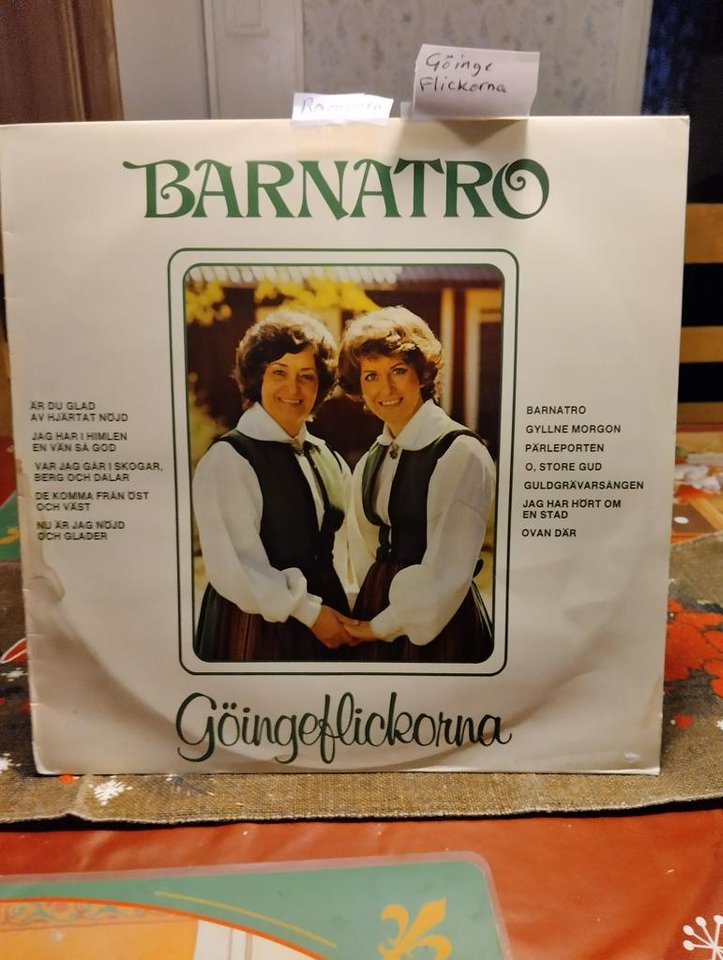 Göinge
Flickorna
BARNATRO
ÄR DU GLAD
AV HJÄRTAT NÖJD
JAG HAR I HIMLEN
EN VÄN SÅ GOD
VAR JAG GÅR I SKOGAR,
BERG OCH DALAR
DE KOMMA FRÅN ÖST
OCH VÄST
NU ÄR JAG NÖJD
OCH GLADER
BARNATRO
GYLLNE MORGON
PÄRLEPORTEN
O, STORE GUD
GULDGRÄVARSÅNGEN
JAG HAR HÖRT OM
EN STAD
OVAN DÄR
Göingeflickorna